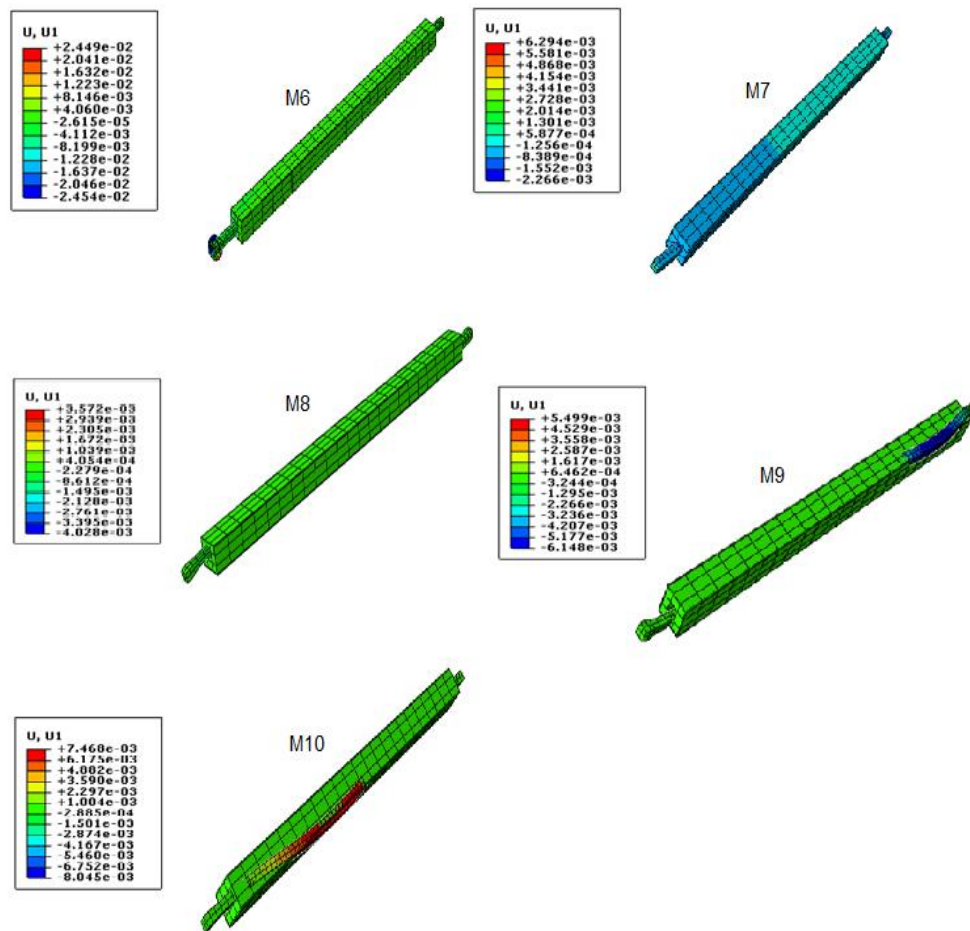 U, U1
+2.449e-02
+2.041e-02
+1.632e-02
+1.223e-02
+8.146e-03
+4.060e-03
-2.615e-05
-4.112e-03
-8.199e-03
-1.228e-02
-1.637e-02
-2.046e-02
-2.454e-02
M6
U, U1
+6.294e-03
+5.581e-03
+4.868e-03
+4.154e-03
+3.441e-03
+2.728e-03
+2.014e-03
+1.301e-03
+5.877e-04
-1.256e-04
-8.389e-04
-1.552e-03
-2.266e-03
M7
U, U1
+3.572e-03
+2.939e-03
+2.305e-03
+1.672e-03
+1.039e-03
+4.054e-04
-2.279e-04
-8.612e-04
-1.495e-03
-2.128e-03
-2.761e-03
-3.395e-03
-4.028e-03
M8
U, U1
+5.499e-03
+4.529e-03
+3.558e-03
+2.587e-03
+1.617e-03
+6.462e-04
-3.244e-04
-1.295e-03
-2.266e-03
-3.236e-03
-4.207e-03
-5.177e-03
-6.148e-03
M9
U, U1
+7.468e-03
+6.175e-03
+4.882e-03
+3.590e-03
+2.297e-03
+1.004e-03
-2.885e-04
-1.581e-03
-2.874e-03
-4.167e-03
-5.460e-03
-6.752e-03
-8.045e-03
M10